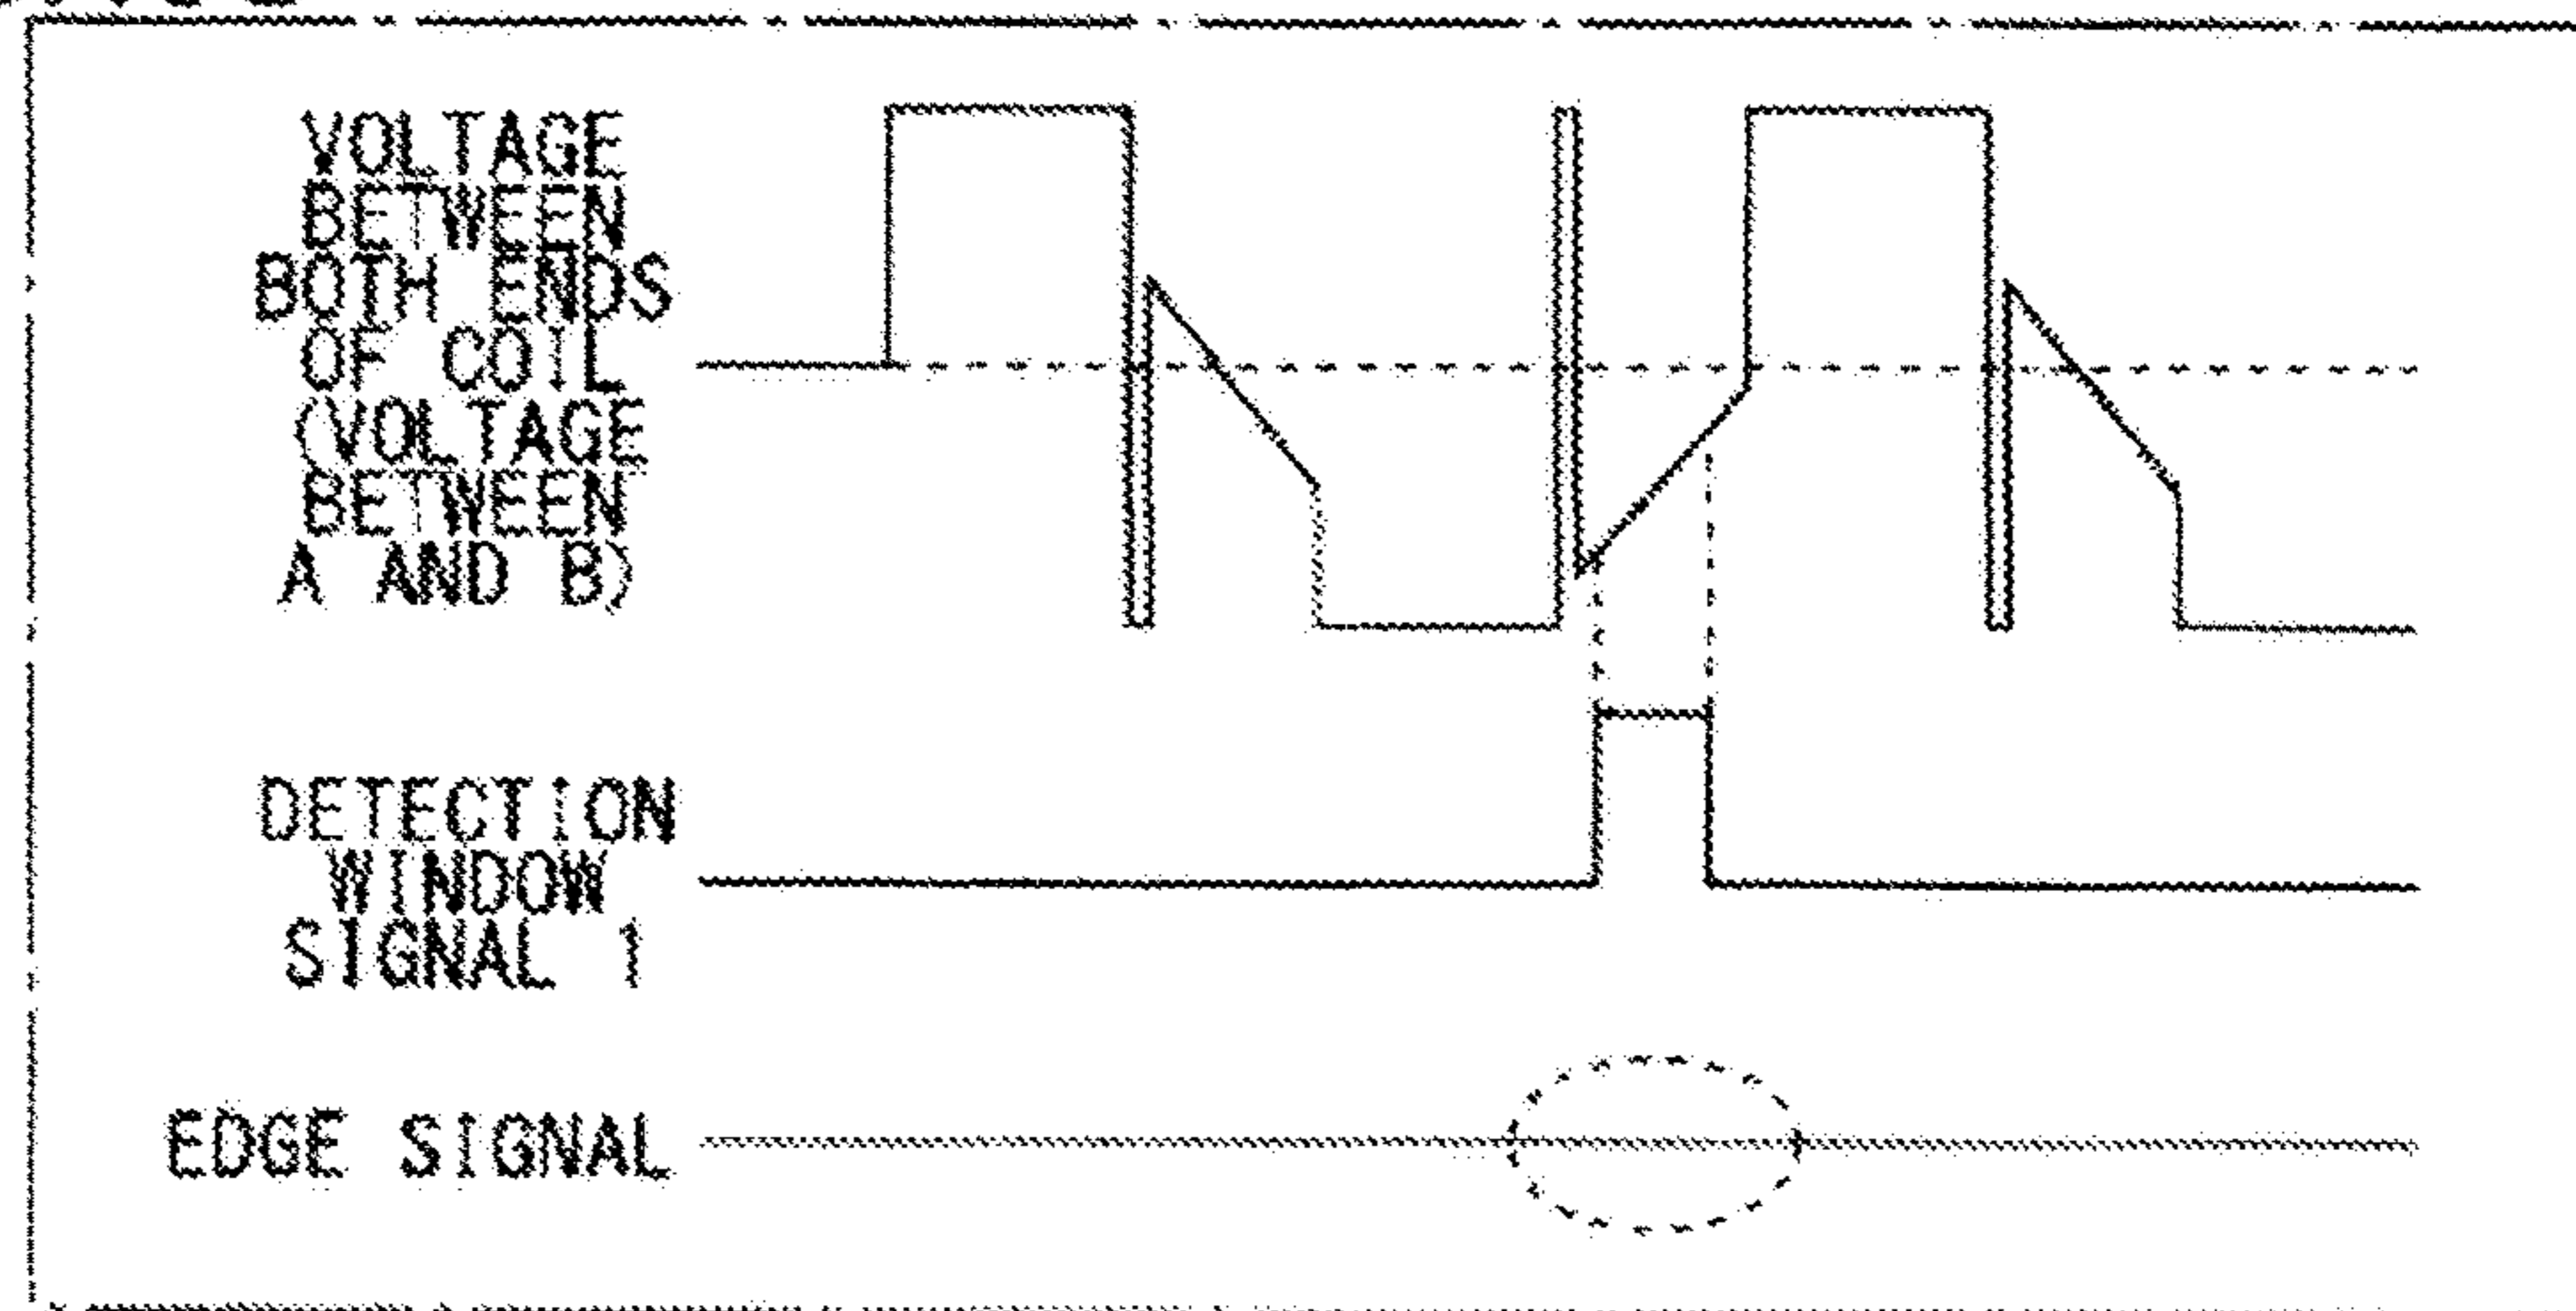 VOLTAGE
BETWEEN
BOTH ENDS
OF COIL
(VOLTAGE
BETWEEN
A AND B)
DETECTION
WINDOW
SIGNAL 1
EDGE SIGNAL